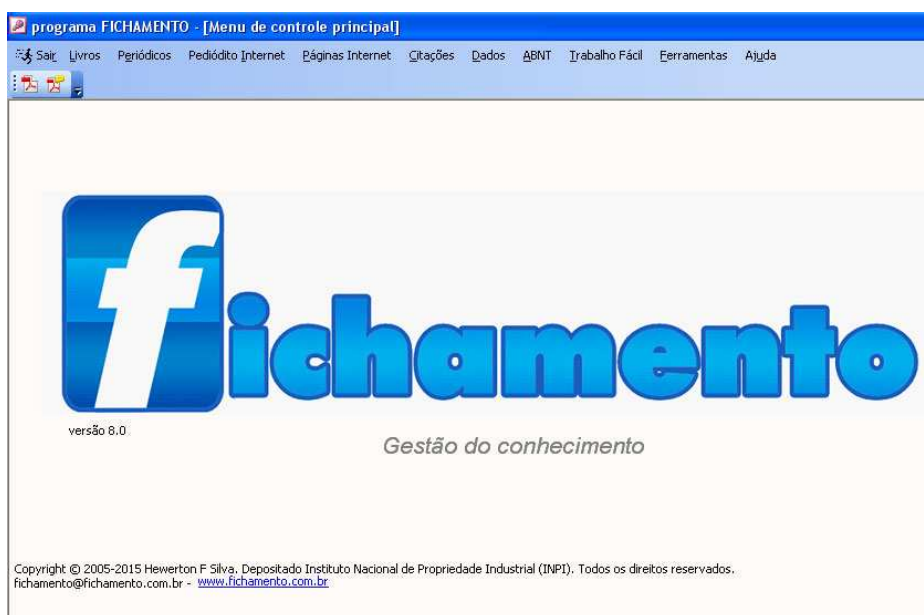 programa FICHAMENTO - [Menu de controle principal]
Sair Livros Periódicos Pediódito Internet Páginas Internet Citações Dados ABNT Trabalho Fácil Ferramentas Ajuda
fichamento
versão 8.0
Gestão do conhecimento
Copyright © 2005-2015 Hewerton F Silva. Depositado Instituto Nacional de Propriedade Industrial (INPI). Todos os direitos reservados.
fichamento@fichamento.com.br - www.fichamento.com.br